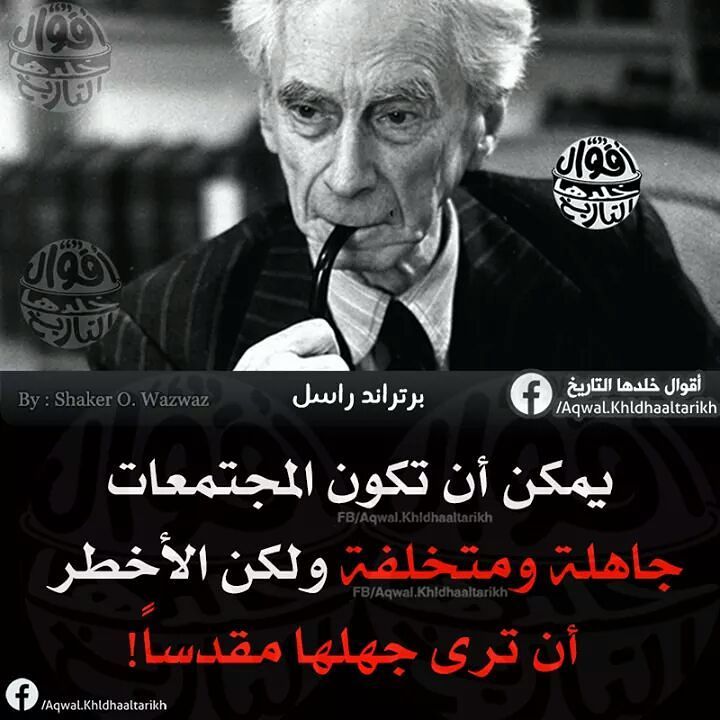 أقوال
خلدها
التاريخ
أقوال
خلدها
التاريخ
أقوال
خلدها
التاريخ
By : Shaker O. Wazwaz
برتراند راسل
أقوال خلدها التاريخ
/Aqwal.Khldhaaltarikh
يمكن أن تكون المجتمعات
FB/Aqwal.Khldhaaltarikh
جاهلة ومتخلفة ولكن الأخطر
FB/Aqwal.Khldhaaltarikh
أن ترى جهلها مقدساً!
/Aqwal.Khldhaaltarikh